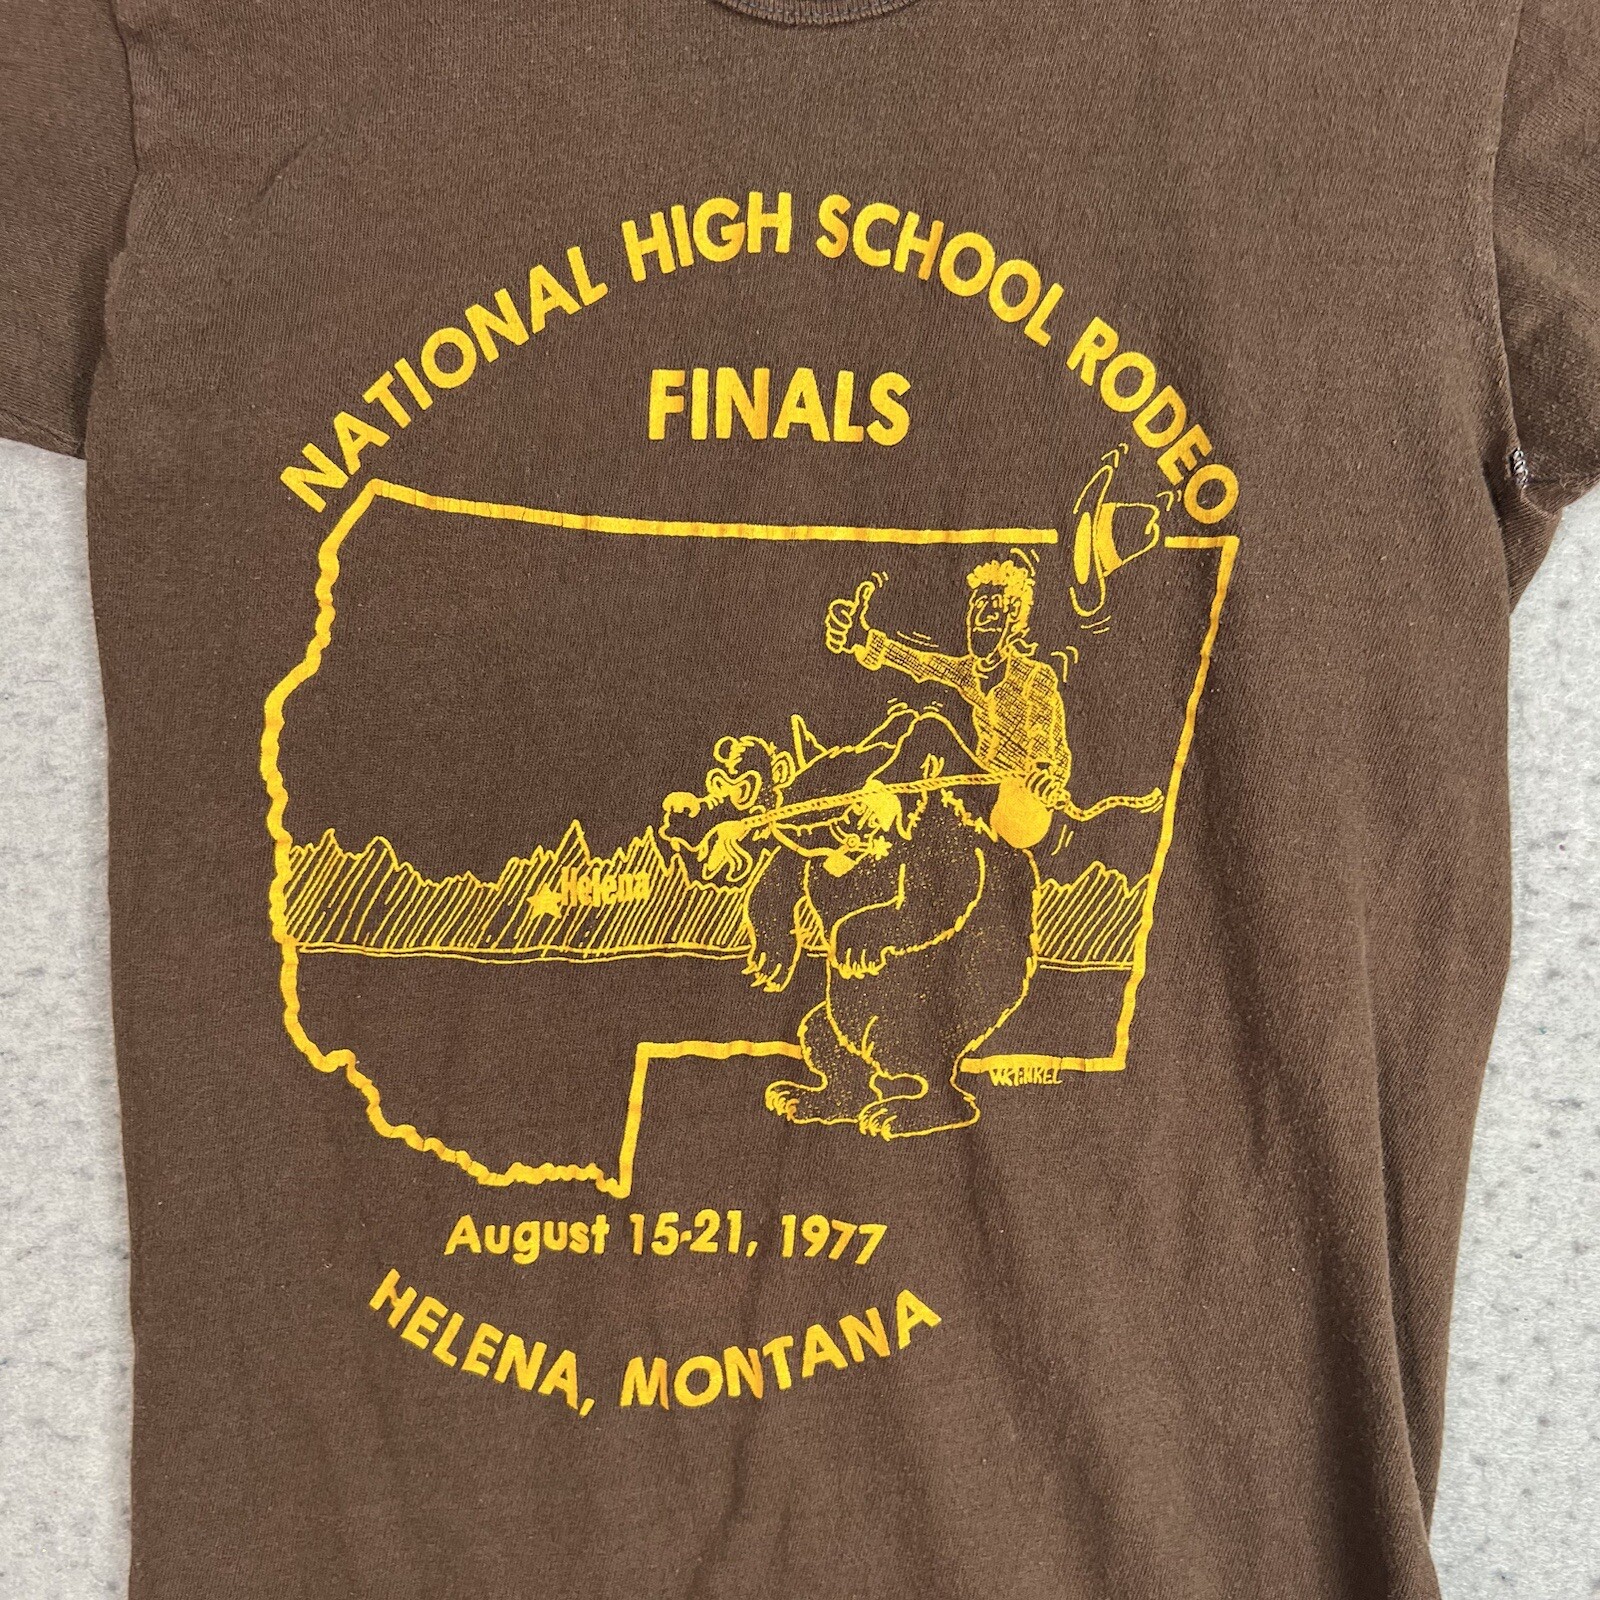 NATIONAL HIGH SCHOOL RODEO
FINALS
Helena
August 15-21, 1977
HELENA, MONTANA